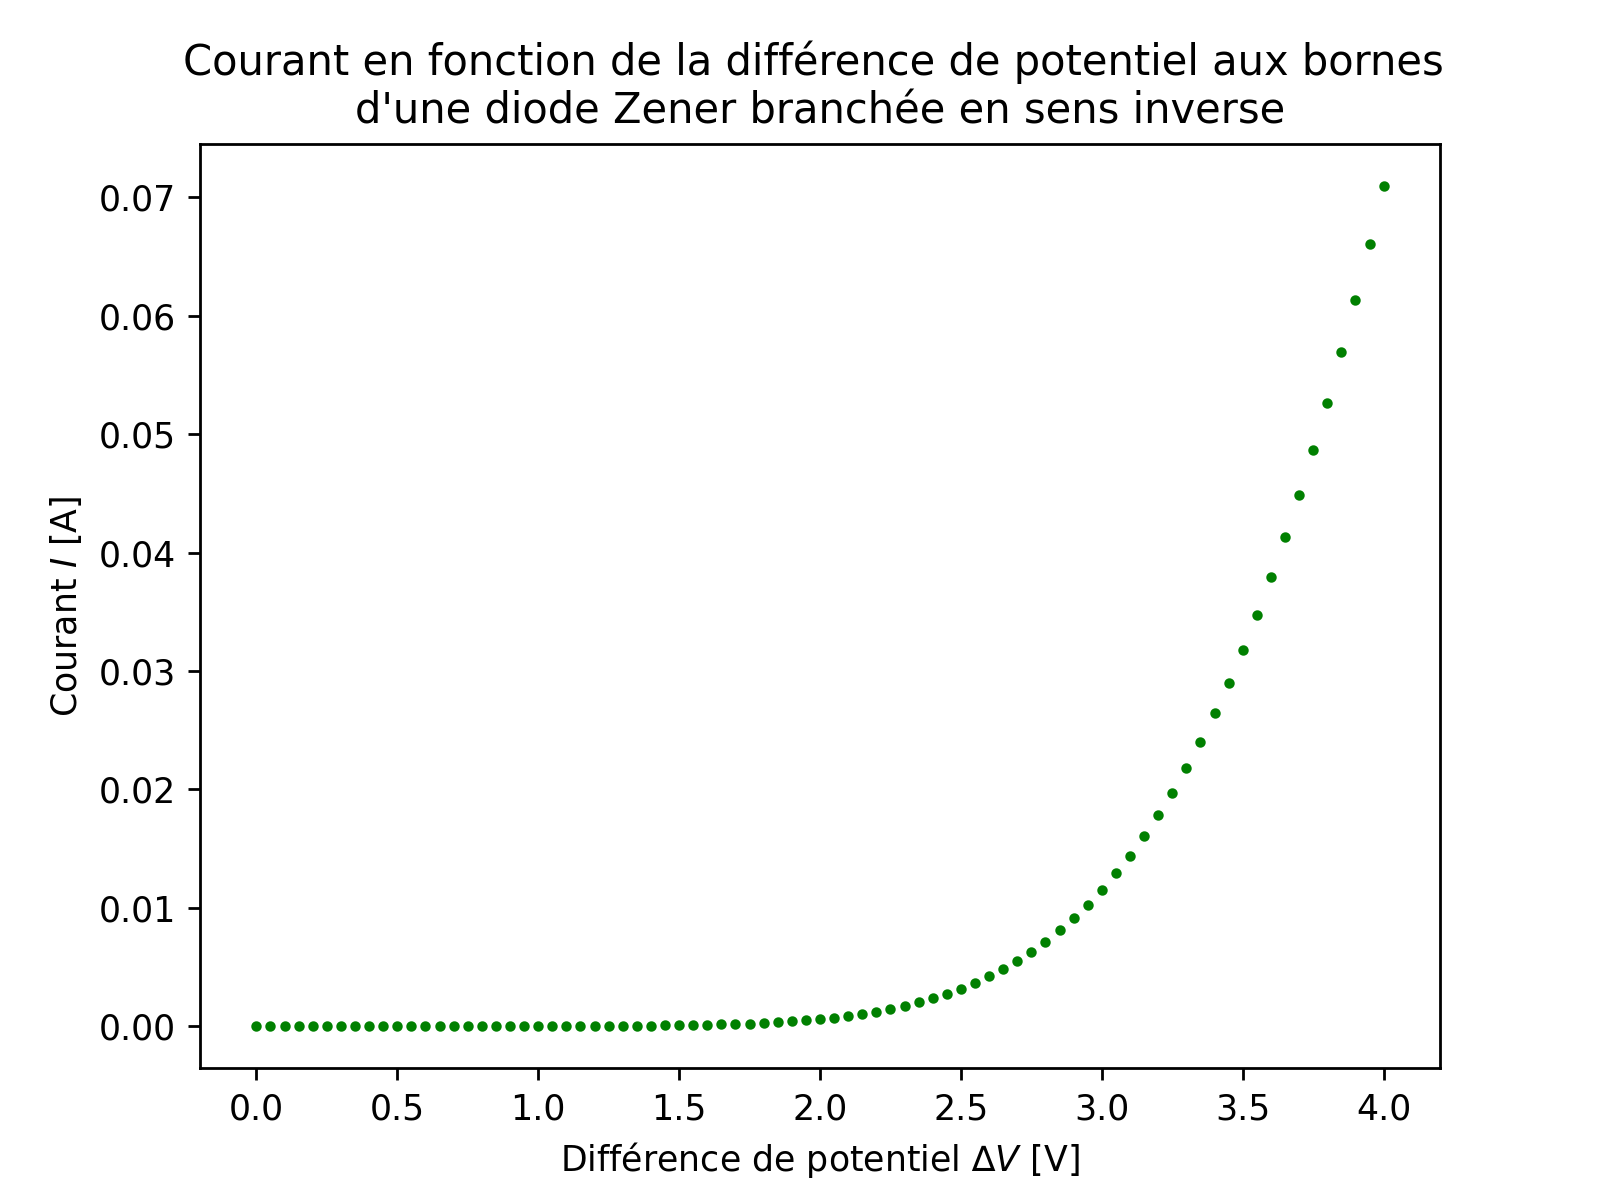 Courant en fonction de la différence de potentiel aux bornes
d'une diode Zener branchée en sens inverse
0.07
0.06
0.05
0.04
0.03
0.02
0.01
0.00
Courant I [A]
0.0 0.5 1.0 1.5 2.0 2.5 3.0 3.5 4.0
Différence de potentiel ΔV [V]